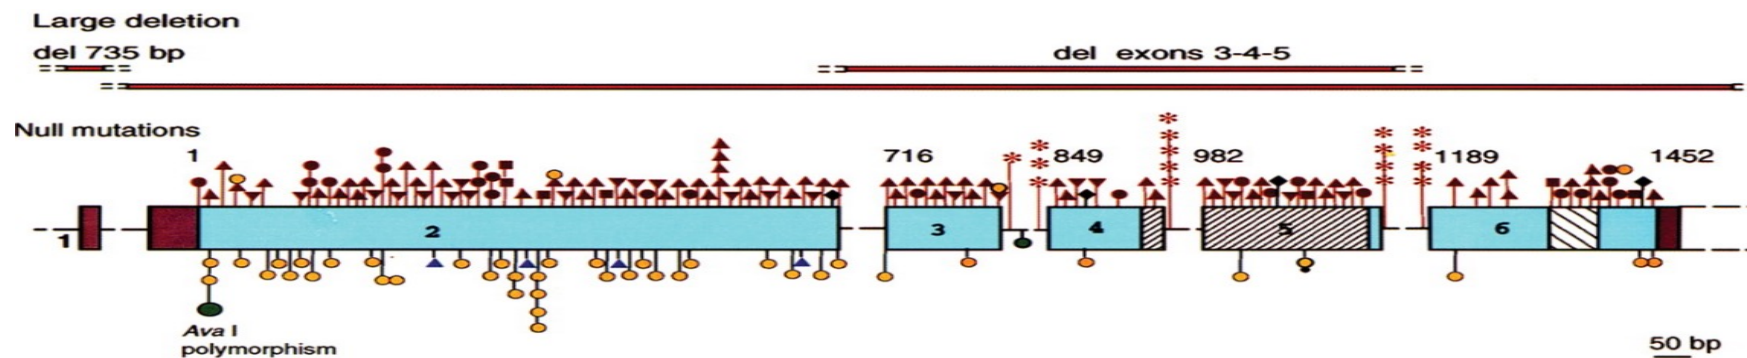 Large deletion
del 735 bp
del exons 3-4-5
Null mutations
1 716 849 982 1189 1452
1 2 3 4 5 6
Ava I
polymorphism
50 bp